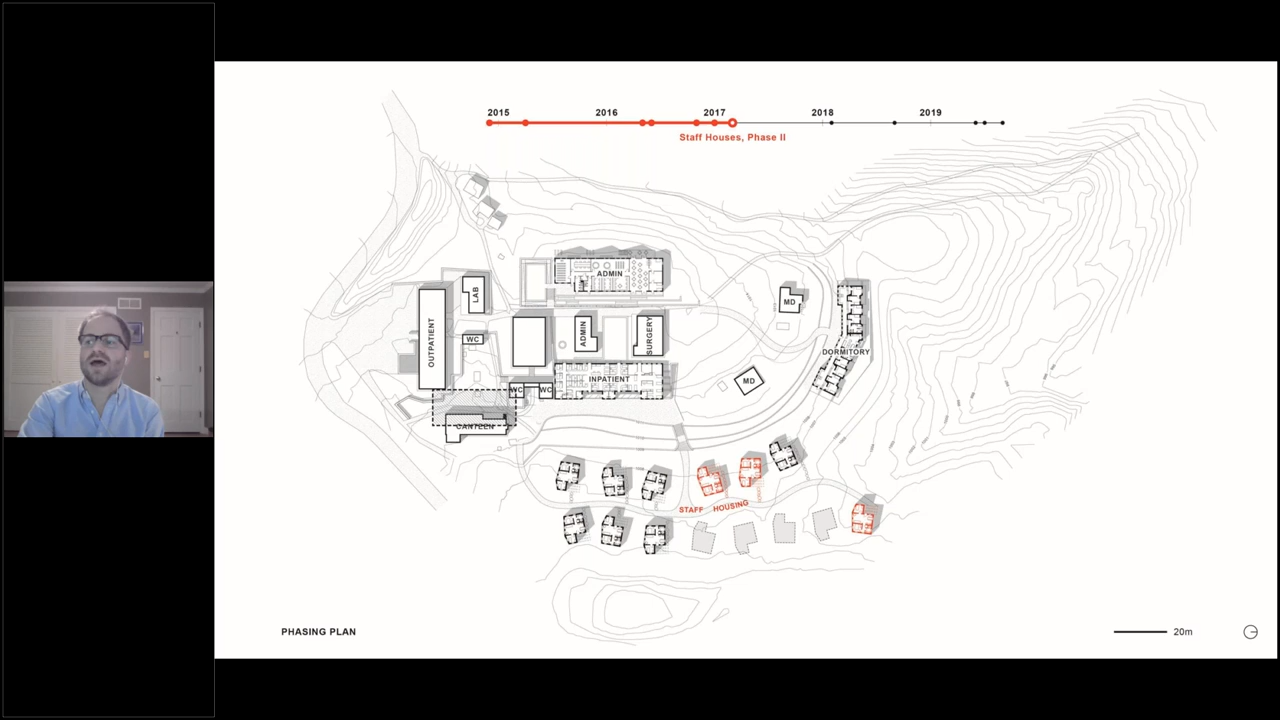 2015 2016 2017 2018 2019
Staff Houses, Phase II
ADMIN
LAB
MD
OUTPATIENT
WC
ADMIN
SURGERY
DORMITORY
INPATIENT
MD
WC WC
CANTEEN
STAFF HOUSING
PHASING PLAN
20m